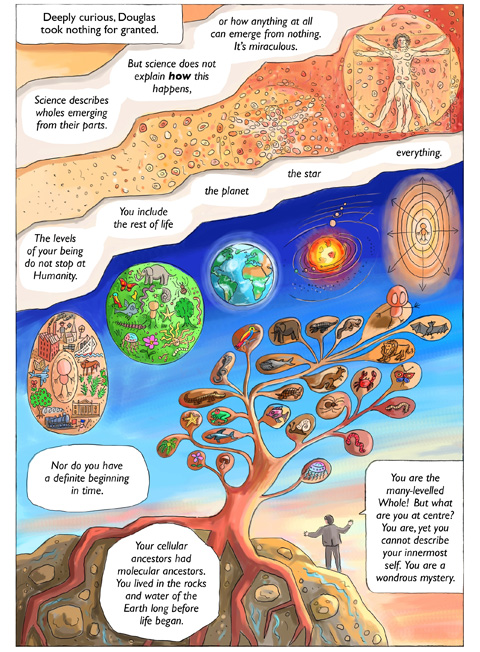 Deeply curious, Douglas
took nothing for granted.
or how anything at all
can emerge from nothing.
It's miraculous.
But science does not
explain how this
happens,
Science describes
wholes emerging
from their parts.
everything.
the star
the planet
You include
the rest of life
The levels
of your being
do not stop at
Humanity.
Nor do you have
a definite beginning
in time.
Your cellular
ancestors had
molecular ancestors.
You lived in the rocks
and water of the
Earth long before
life began.
You are the
many-levelled
Whole! But what
are you at centre?
You are, yet you
cannot describe
your innermost
self. You are a
wondrous mystery.